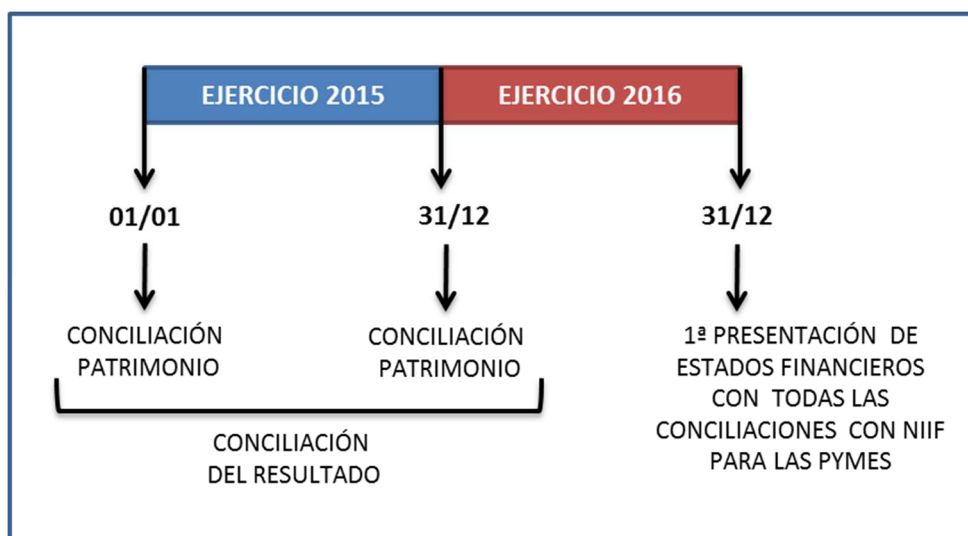 EJERCICIO 2015
EJERCICIO 2016
01/01
31/12
31/12
CONCILIACIÓN
PATRIMONIO
CONCILIACIÓN
PATRIMONIO
1ª PRESENTACIÓN DE
ESTADOS FINANCIEROS
CON TODAS LAS
CONCILIACIONES CON NIIF
PARA LAS PYMES
CONCILIACIÓN
DEL RESULTADO